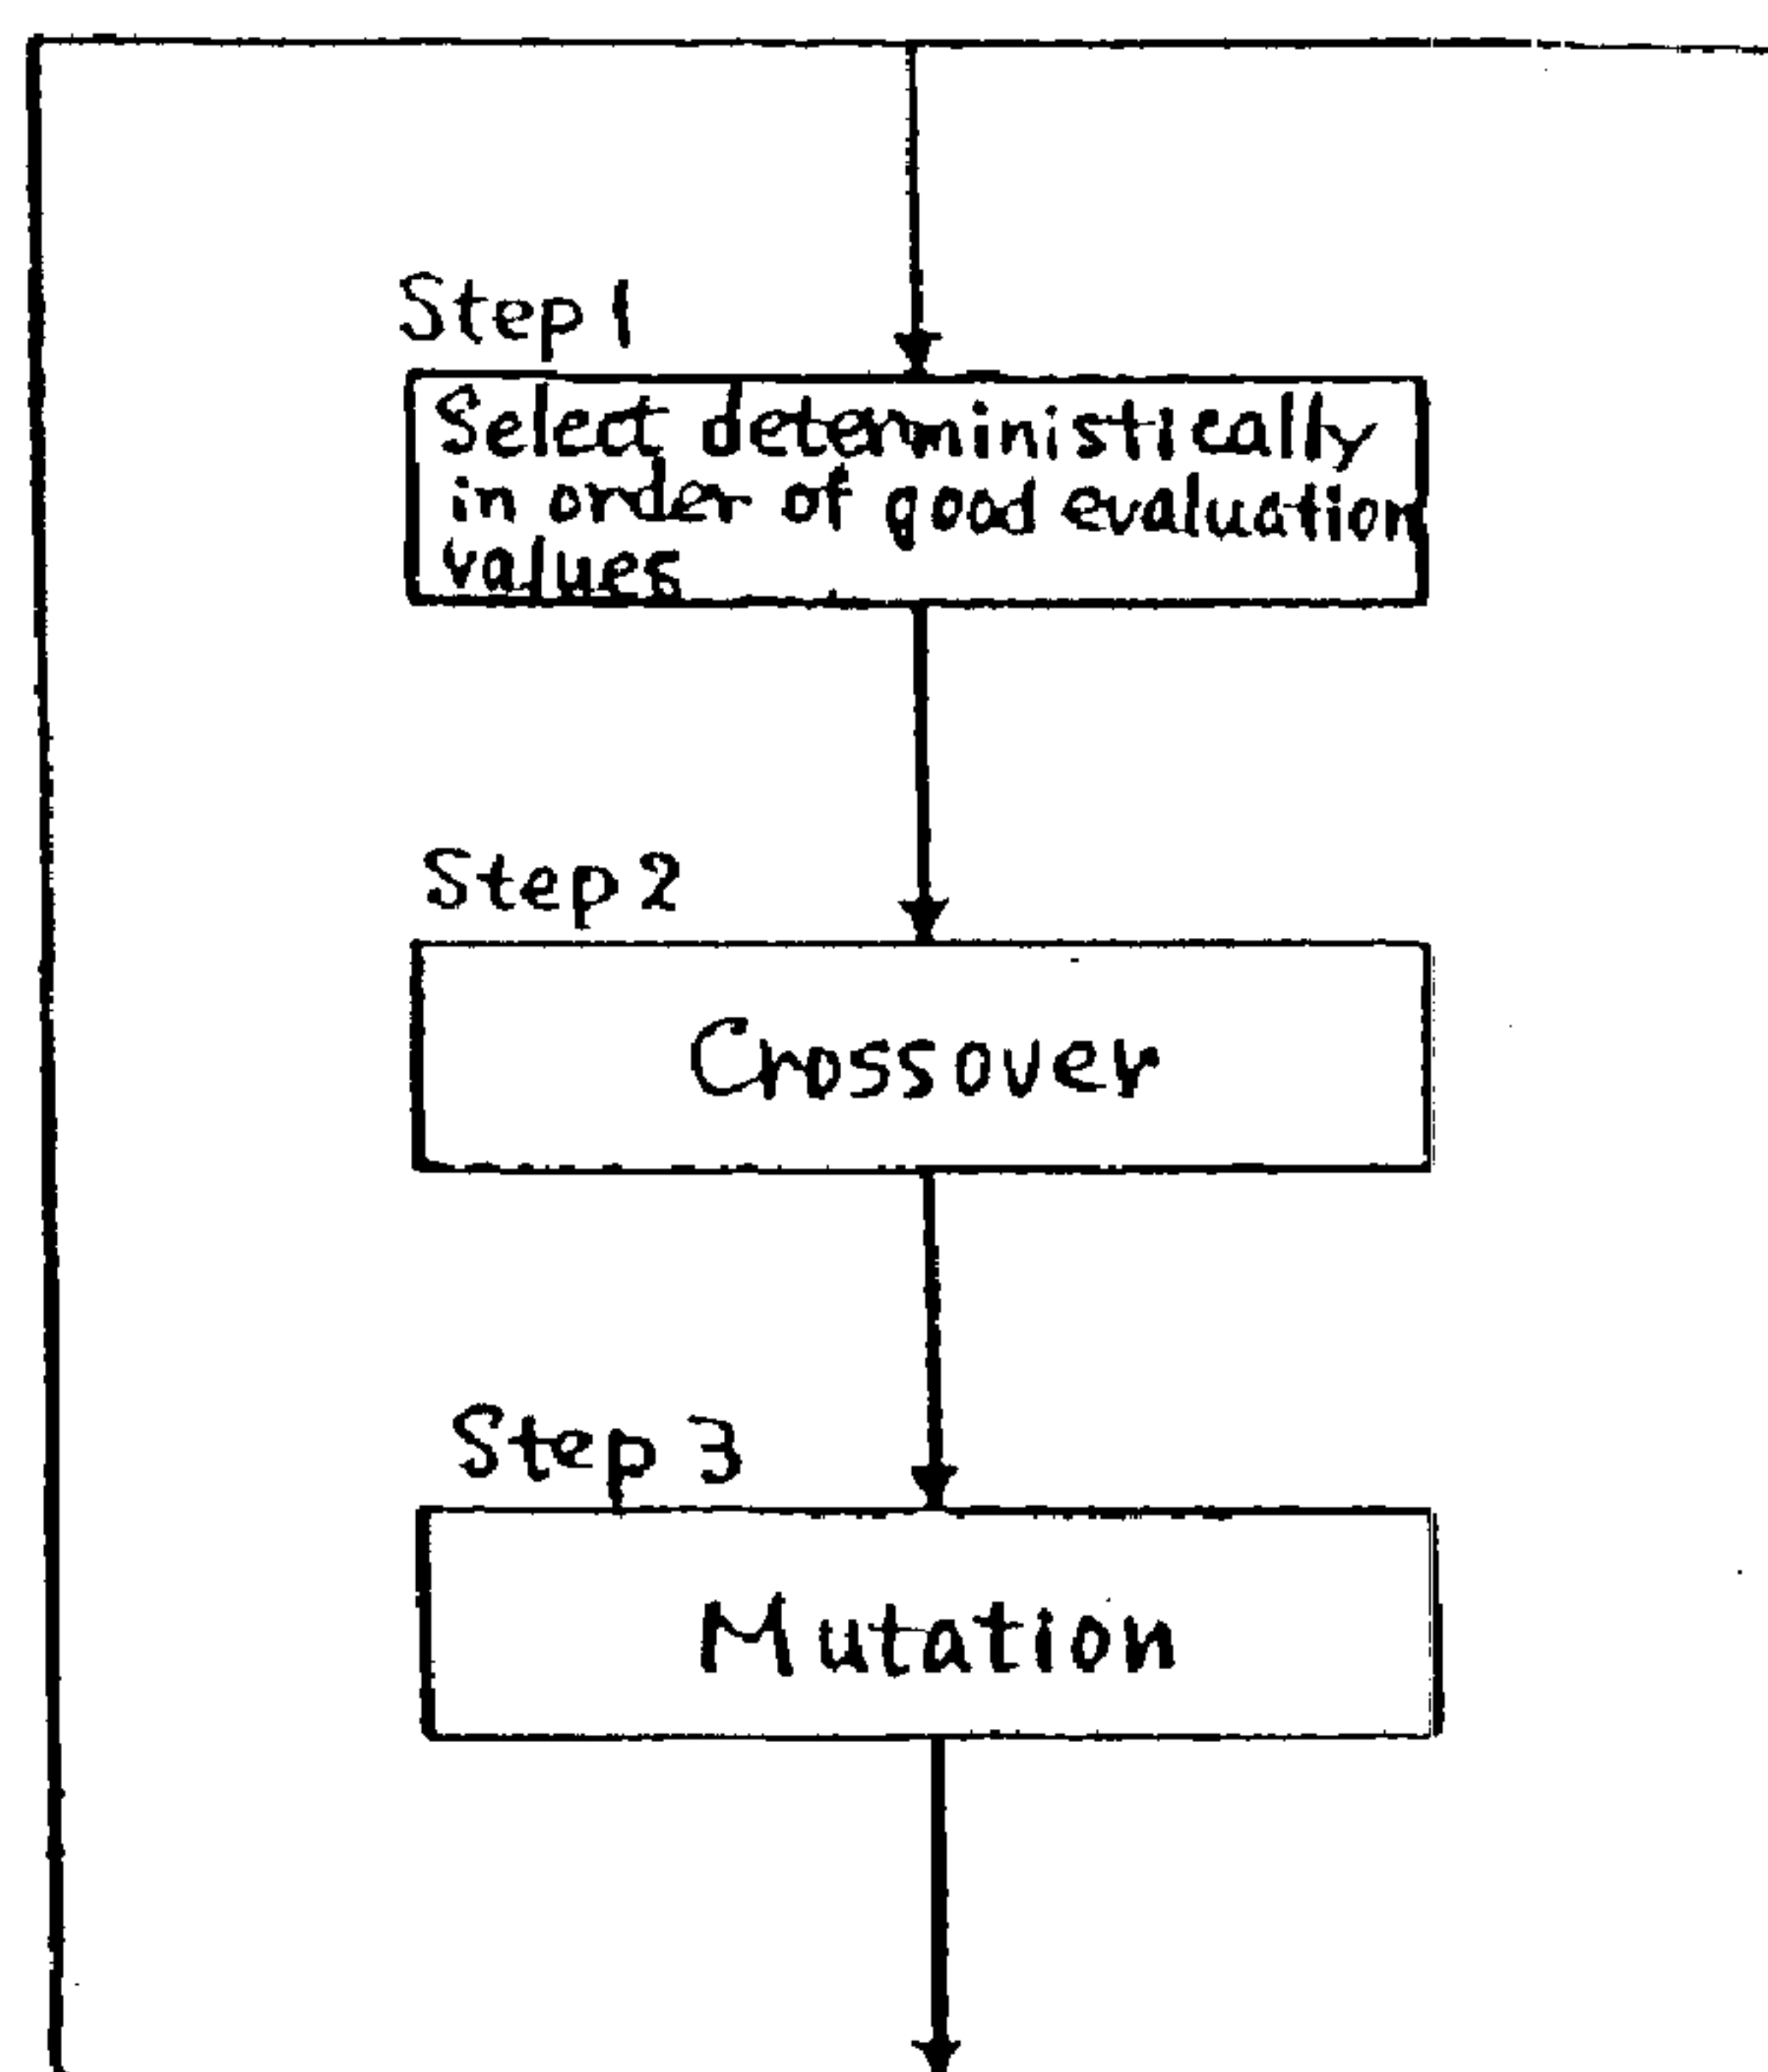 Step 1
Select deterministically
in order of good evaluation
values
Step 2
Crossover
Step 3
Mutation